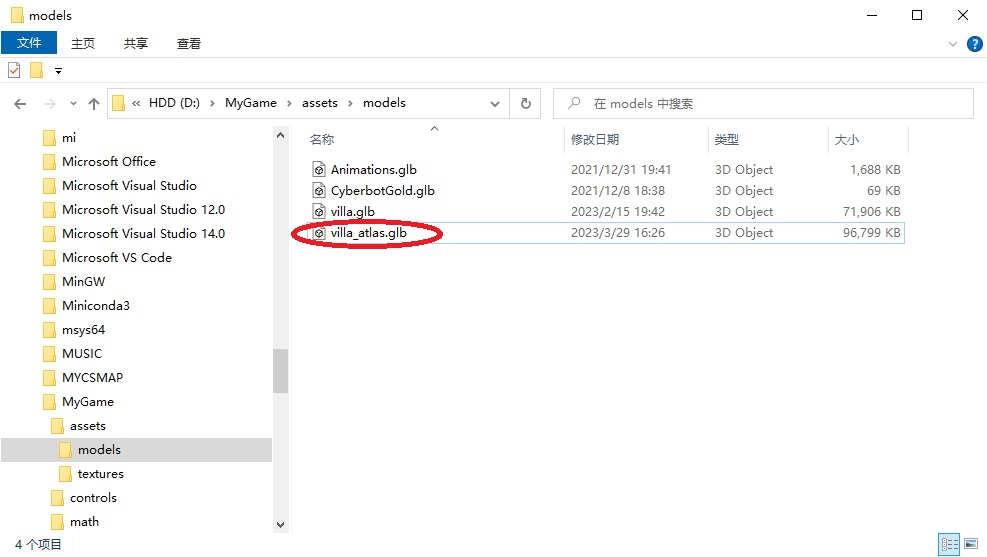 models
文件 主页 共享 查看
« HDD (D:) › MyGame › assets › models
在 models 中搜索
mi
Microsoft Office
Microsoft Visual Studio
Microsoft Visual Studio 12.0
Microsoft Visual Studio 14.0
Microsoft VS Code
MinGW
Miniconda3
msys64
MUSIC
MYCSMAP
MyGame
assets
models
textures
controls
math
名称 修改日期 类型 大小
Animations.glb 2021/12/31 19:41 3D Object 1,688 KB
CyberbotGold.glb 2021/12/8 18:38 3D Object 69 KB
villa.glb 2023/2/15 19:42 3D Object 71,906 KB
villa_atlas.glb 2023/3/29 16:26 3D Object 96,799 KB
4 个项目